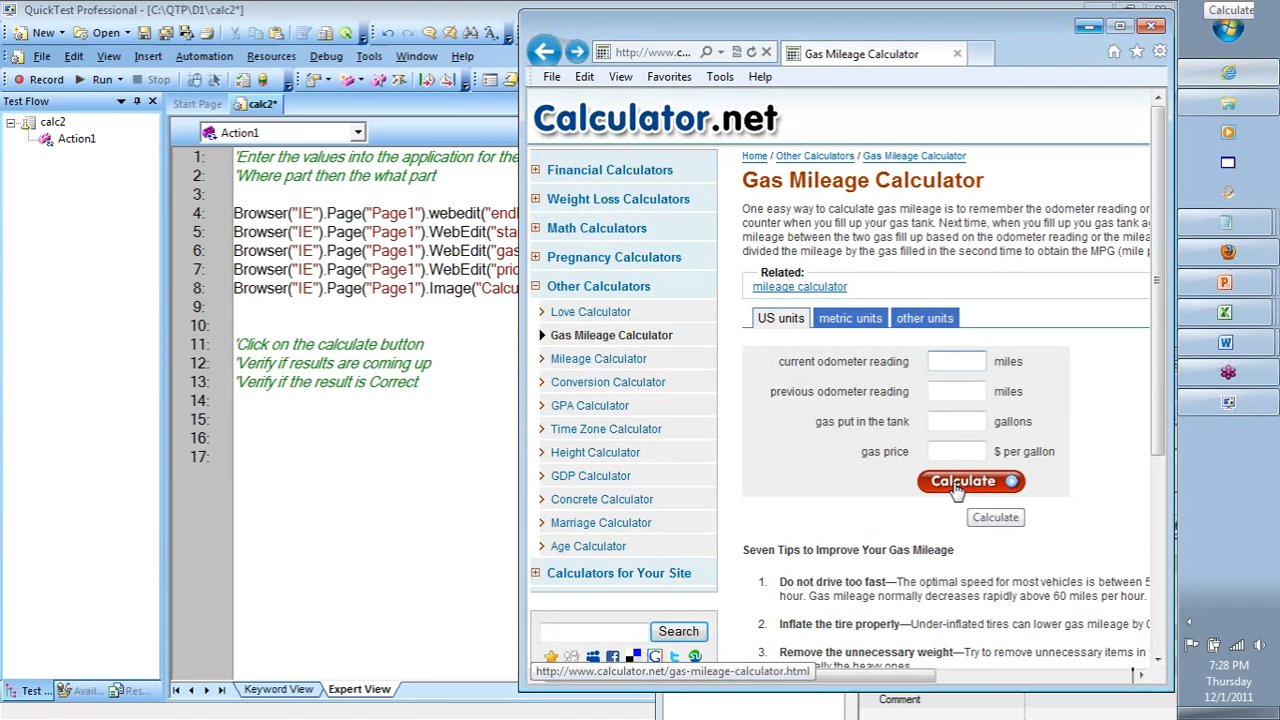 QuickTest Professional - [C:\QTP\D1\calc2*]
New
Open
File Edit View Insert Automation Resources Debug Tools Window Help
Record Run Stop
Test Flow
calc2
Action1
Test ...
Avail...
Res...
Start Page
calc2*
Action1
1: 'Enter the values into the application for the
2: 'Where part then the what part
3:
4: Browser("IE").Page("Page1").webedit("endl
5: Browser("IE").Page("Page1").WebEdit("sta
6: Browser("IE").Page("Page1").WebEdit("gas
7: Browser("IE").Page("Page1").WebEdit("pric
8: Browser("IE").Page("Page1").Image("Calcu
9:
10:
11: 'Click on the calculate button
12: 'Verify if results are coming up
13: 'Verify if the result is Correct
14:
15:
16:
17:
Keyword View
Expert View
http://www.c...
Gas Mileage Calculator
File Edit View Favorites Tools Help
Calculator.net
Financial Calculators
Weight Loss Calculators
Math Calculators
Pregnancy Calculators
Other Calculators
Love Calculator
Gas Mileage Calculator
Mileage Calculator
Conversion Calculator
GPA Calculator
Time Zone Calculator
Height Calculator
GDP Calculator
Concrete Calculator
Marriage Calculator
Age Calculator
Calculators for Your Site
Search
http://www.calculator.net/gas-mileage-calculator.html
Home / Other Calculators / Gas Mileage Calculator
Gas Mileage Calculator
One easy way to calculate gas mileage is to remember the odometer reading or
counter when you fill up your gas tank. Next time, when you fill up you gas tank ag
mileage between the two gas fill up based on the odometer reading or the milea
divided the mileage by the gas filled in the second time to obtain the MPG (mile p
Related:
mileage calculator
US units
metric units
other units
current odometer reading miles
previous odometer reading miles
gas put in the tank gallons
gas price $ per gallon
Calculate
Calculate
Seven Tips to Improve Your Gas Mileage
1. Do not drive too fast—The optimal speed for most vehicles is between 5
hour. Gas mileage normally decreases rapidly above 60 miles per hour.
2. Inflate the tire properly—Under-inflated tires can lower gas mileage by 0
3. Remove the unnecessary weight—Try to remove unnecessary items in
ally the heavy ones
Comment
Calculate
7:28 PM
Thursday
12/1/2011